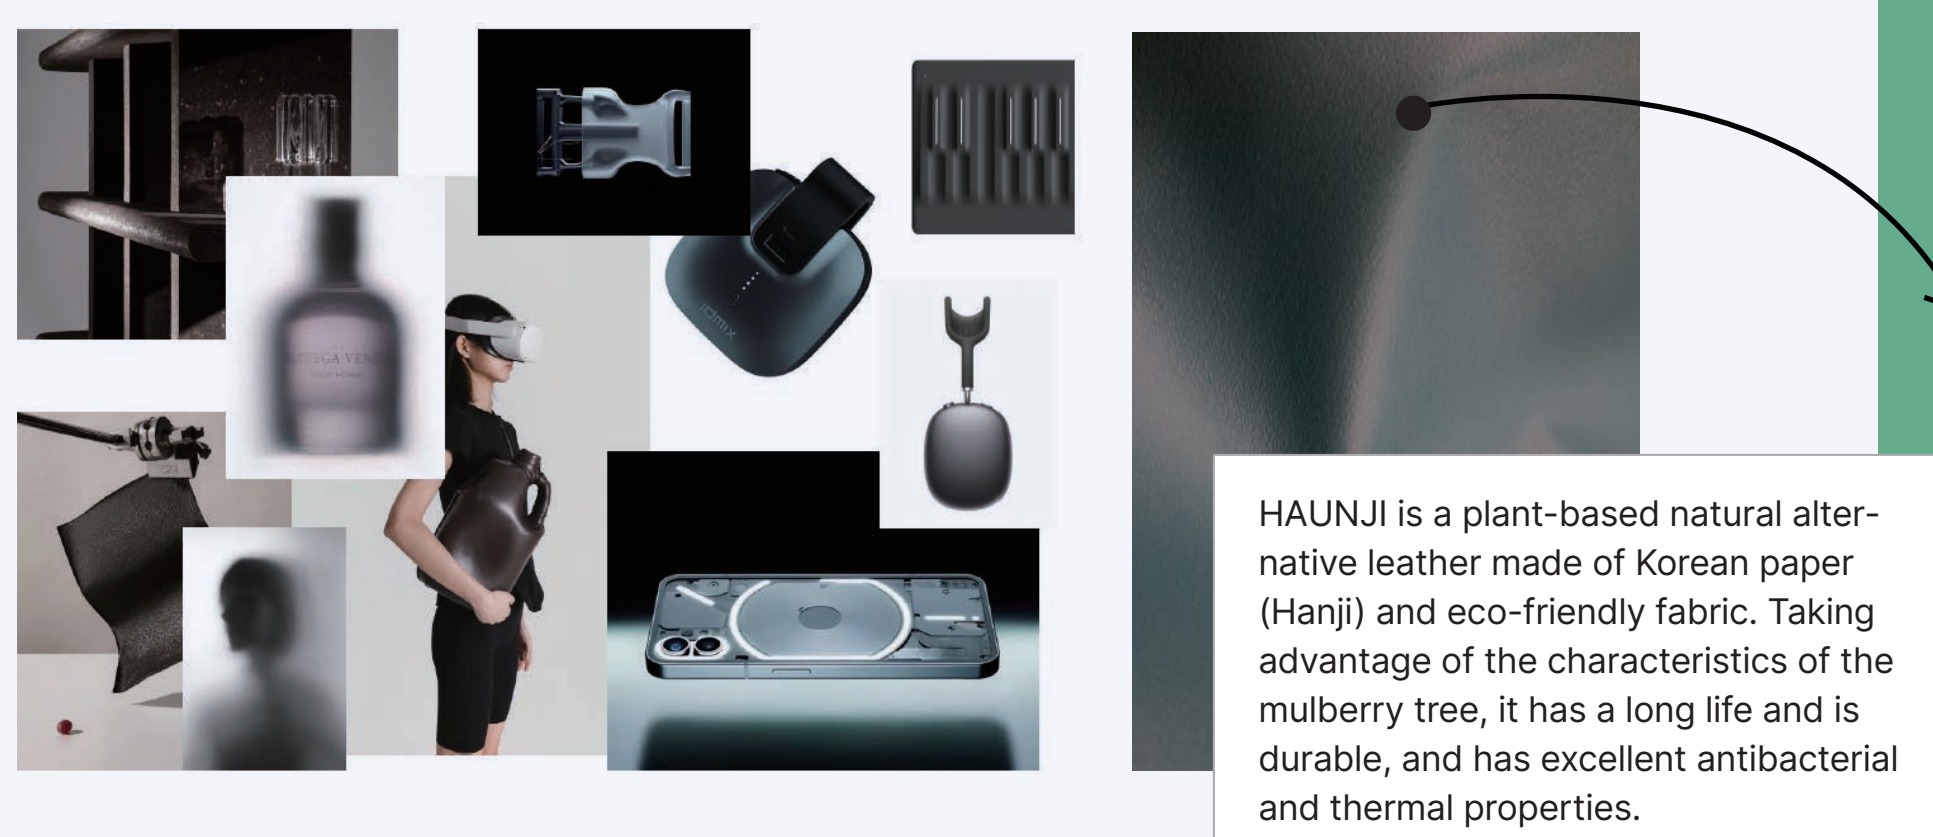 idmix
HAUNJI is a plant-based natural alter-
native leather made of Korean paper
(Hanji) and eco-friendly fabric. Taking
advantage of the characteristics of the
mulberry tree, it has a long life and is
durable, and has excellent antibacterial
and thermal properties.